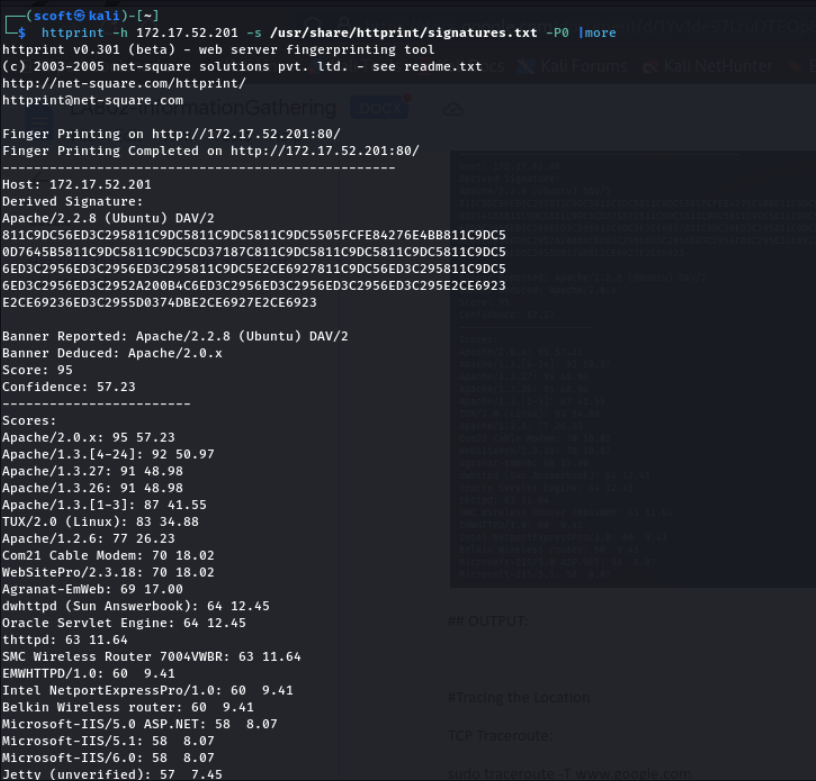 ┌──(scoft㉿kali)-[~]
└─$ httprint -h 172.17.52.201 -s /usr/share/httprint/signatures.txt -P0 |more
httprint v0.301 (beta) - web server fingerprinting tool
(c) 2003-2005 net-square solutions pvt. ltd. - see readme.txt
http://net-square.com/httprint/
httprint@net-square.com
Finger Printing on http://172.17.52.201:80/
Finger Printing Completed on http://172.17.52.201:80/
--------------------------------------------------
Host: 172.17.52.201
Derived Signature:
Apache/2.2.8 (Ubuntu) DAV/2
811C9DC56ED3C295811C9DC5811C9DC5811C9DC5505FCFE84276E4BB811C9DC5
0D7645B5811C9DC5811C9DC5CD37187C811C9DC5811C9DC5811C9DC5811C9DC5
6ED3C2956ED3C2956ED3C295811C9DC5E2CE6927811C9DC56ED3C295811C9DC5
6ED3C2956ED3C2952A200B4C6ED3C2956ED3C2956ED3C2956ED3C295E2CE6923
E2CE69236ED3C2955D0374DBE2CE6927E2CE6923
Banner Reported: Apache/2.2.8 (Ubuntu) DAV/2
Banner Deduced: Apache/2.0.x
Score: 95
Confidence: 57.23
------------------------
Scores:
Apache/2.0.x: 95 57.23
Apache/1.3.[4-24]: 92 50.97
Apache/1.3.27: 91 48.98
Apache/1.3.26: 91 48.98
Apache/1.3.[1-3]: 87 41.55
TUX/2.0 (Linux): 83 34.88
Apache/1.2.6: 77 26.23
Com21 Cable Modem: 70 18.02
WebSitePro/2.3.18: 70 18.02
Agranat-EmWeb: 69 17.00
dwhttpd (Sun Answerbook): 64 12.45
Oracle Servlet Engine: 64 12.45
thttpd: 63 11.64
SMC Wireless Router 7004VWBR: 63 11.64
EMWHTTPD/1.0: 60  9.41
Intel NetportExpressPro/1.0: 60  9.41
Belkin Wireless router: 60  9.41
Microsoft-IIS/5.0 ASP.NET: 58  8.07
Microsoft-IIS/5.1: 58  8.07
Microsoft-IIS/6.0: 58  8.07
Jetty (unverified): 57  7.45
Kali Forums
Kali NetHunter
InformationGathering
DOCX
## OUTPUT:
#Tracing the Location
TCP Traceroute:
sudo traceroute -T www.google.com